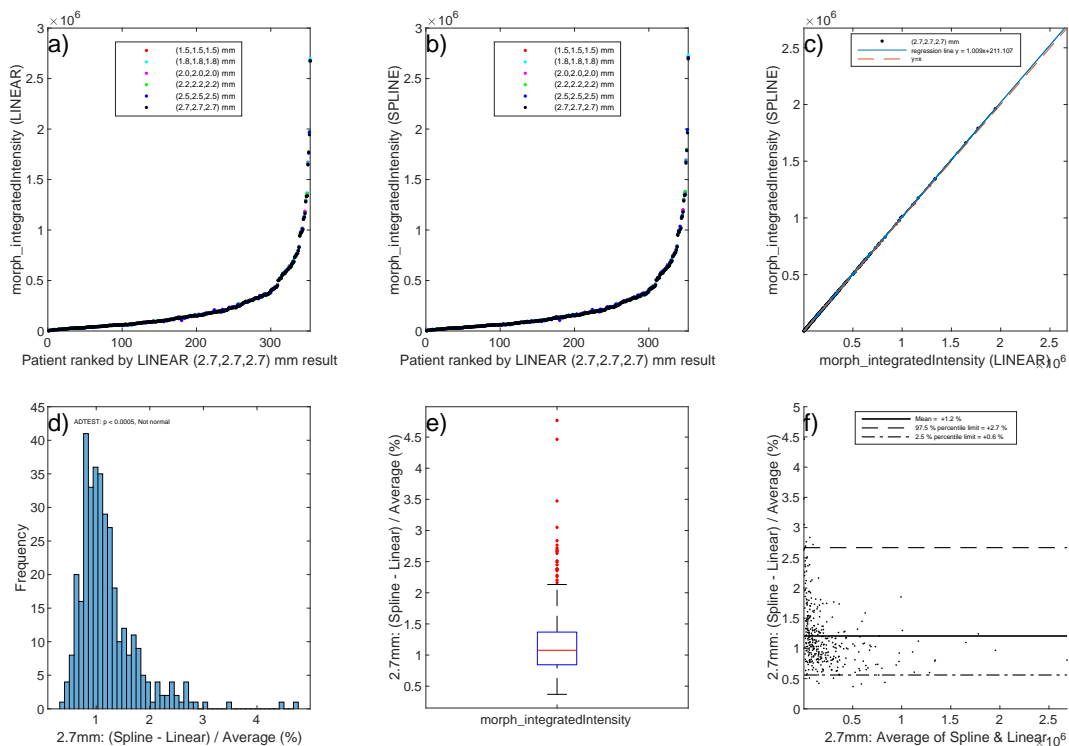 a)
×10⁶
3
2.5
2
1.5
1
0.5
0
morph_integratedIntensity (LINEAR)
(1.5,1.5,1.5) mm
(1.8,1.8,1.8) mm
(2.0,2.0,2.0) mm
(2.2,2.2,2.2) mm
(2.5,2.5,2.5) mm
(2.7,2.7,2.7) mm
0 100 200 300
Patient ranked by LINEAR (2.7,2.7,2.7) mm result
b)
×10⁶
3
2.5
2
1.5
1
0.5
0
morph_integratedIntensity (SPLINE)
(1.5,1.5,1.5) mm
(1.8,1.8,1.8) mm
(2.0,2.0,2.0) mm
(2.2,2.2,2.2) mm
(2.5,2.5,2.5) mm
(2.7,2.7,2.7) mm
0 100 200 300
Patient ranked by LINEAR (2.7,2.7,2.7) mm result
c)
×10⁶
2.5
2
1.5
1
0.5
morph_integratedIntensity (SPLINE)
(2.7,2.7,2.7) mm
regression line y = 1.009x+211.107
y=x
0.5 1 1.5 2 2.5
morph_integratedIntensity (LINEAR)
×10⁶
d)
ADTEST: p < 0.0005, Not normal
45
40
35
30
25
20
15
10
5
0
Frequency
1 2 3 4
2.7mm: (Spline - Linear) / Average (%)
e)
4.5
4
3.5
3
2.5
2
1.5
1
0.5
2.7mm: (Spline - Linear) / Average (%)
morph_integratedIntensity
f)
5
4.5
4
3.5
3
2.5
2
1.5
1
0.5
0
2.7mm: (Spline - Linear) / Average (%)
Mean = +1.2 %
97.5 % percentile limit = +2.7 %
2.5 % percentile limit = +0.6 %
0.5 1 1.5 2 2.5
2.7mm: Average of Spline & Linear
×10⁶